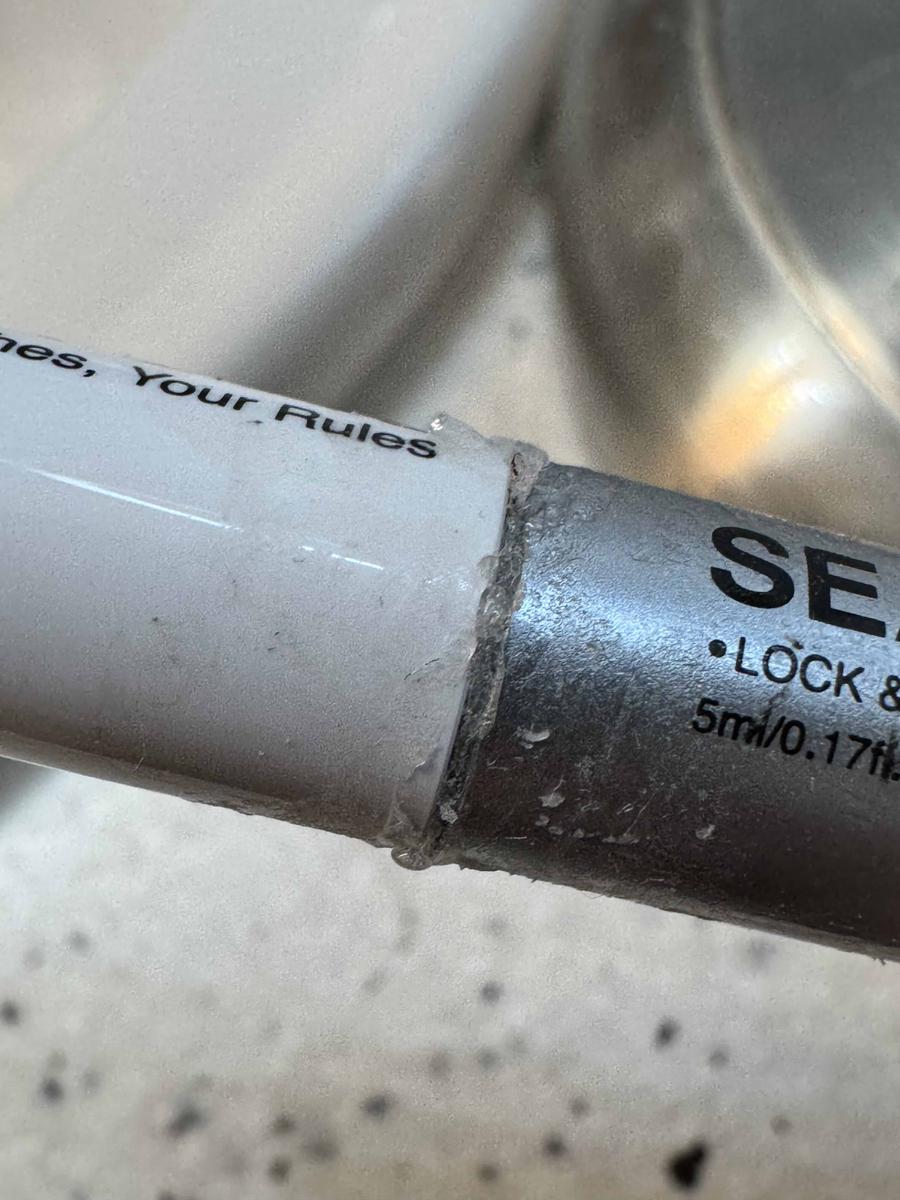 Your Rules
•LOCK &
5ml/0.17fl.